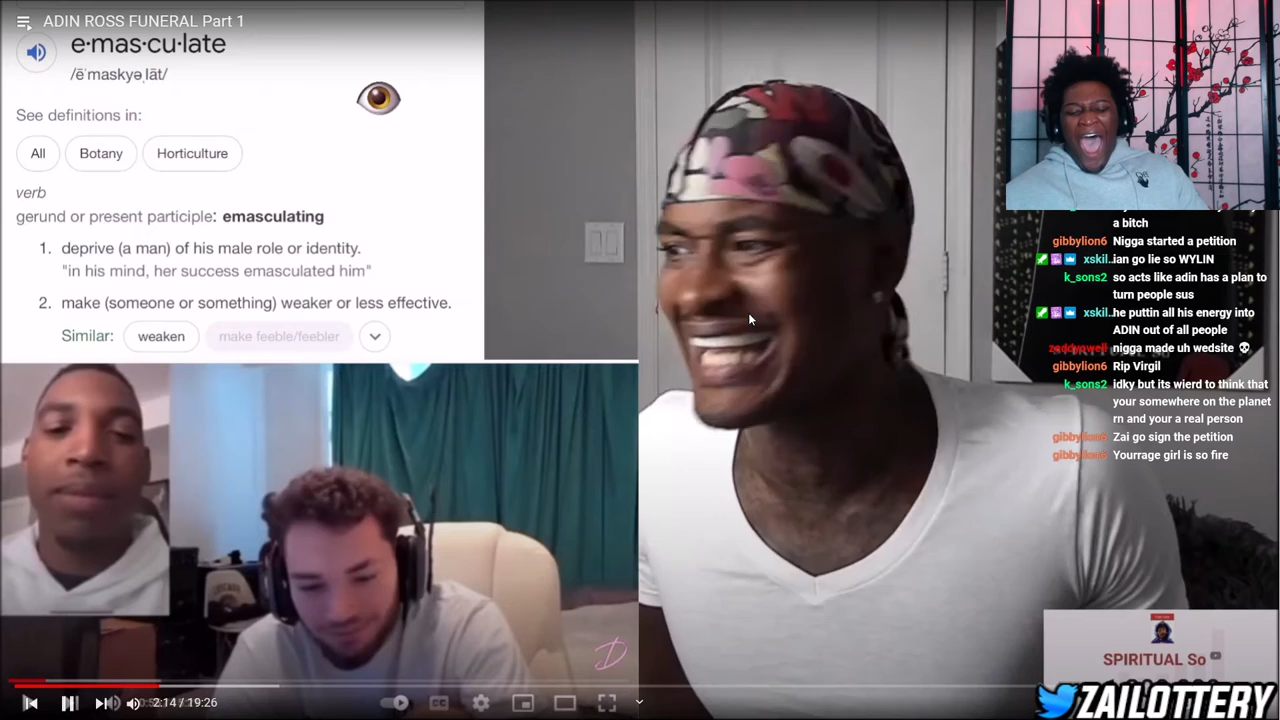 ADIN ROSS FUNERAL Part 1
e·mas·cu·late
/ēˈmaskyəˌlāt/
See definitions in:
All
Botany
Horticulture
verb
gerund or present participle: emasculating
1. deprive (a man) of his male role or identity.
"in his mind, her success emasculated him"
2. make (someone or something) weaker or less effective.
Similar:
weaken
make feeble/feebler
a bitch
gibbylion6 Nigga started a petition
xskil..:ian go lie so WYLIN
k_sons2 so acts like adin has a plan to
turn people sus
xskil..:he puttin all his energy into
ADIN out of all people
nigga made uh wedsite
gibbylion6 Rip Virgil
k_sons2 idky but its wierd to think that
your somewhere on the planet
rn and your a real person
gibbylion6 Zai go sign the petition
gibbylion6 Yourrage girl is so fire
SPIRITUAL So
2:14 / 19:26
ZAILOTTERY